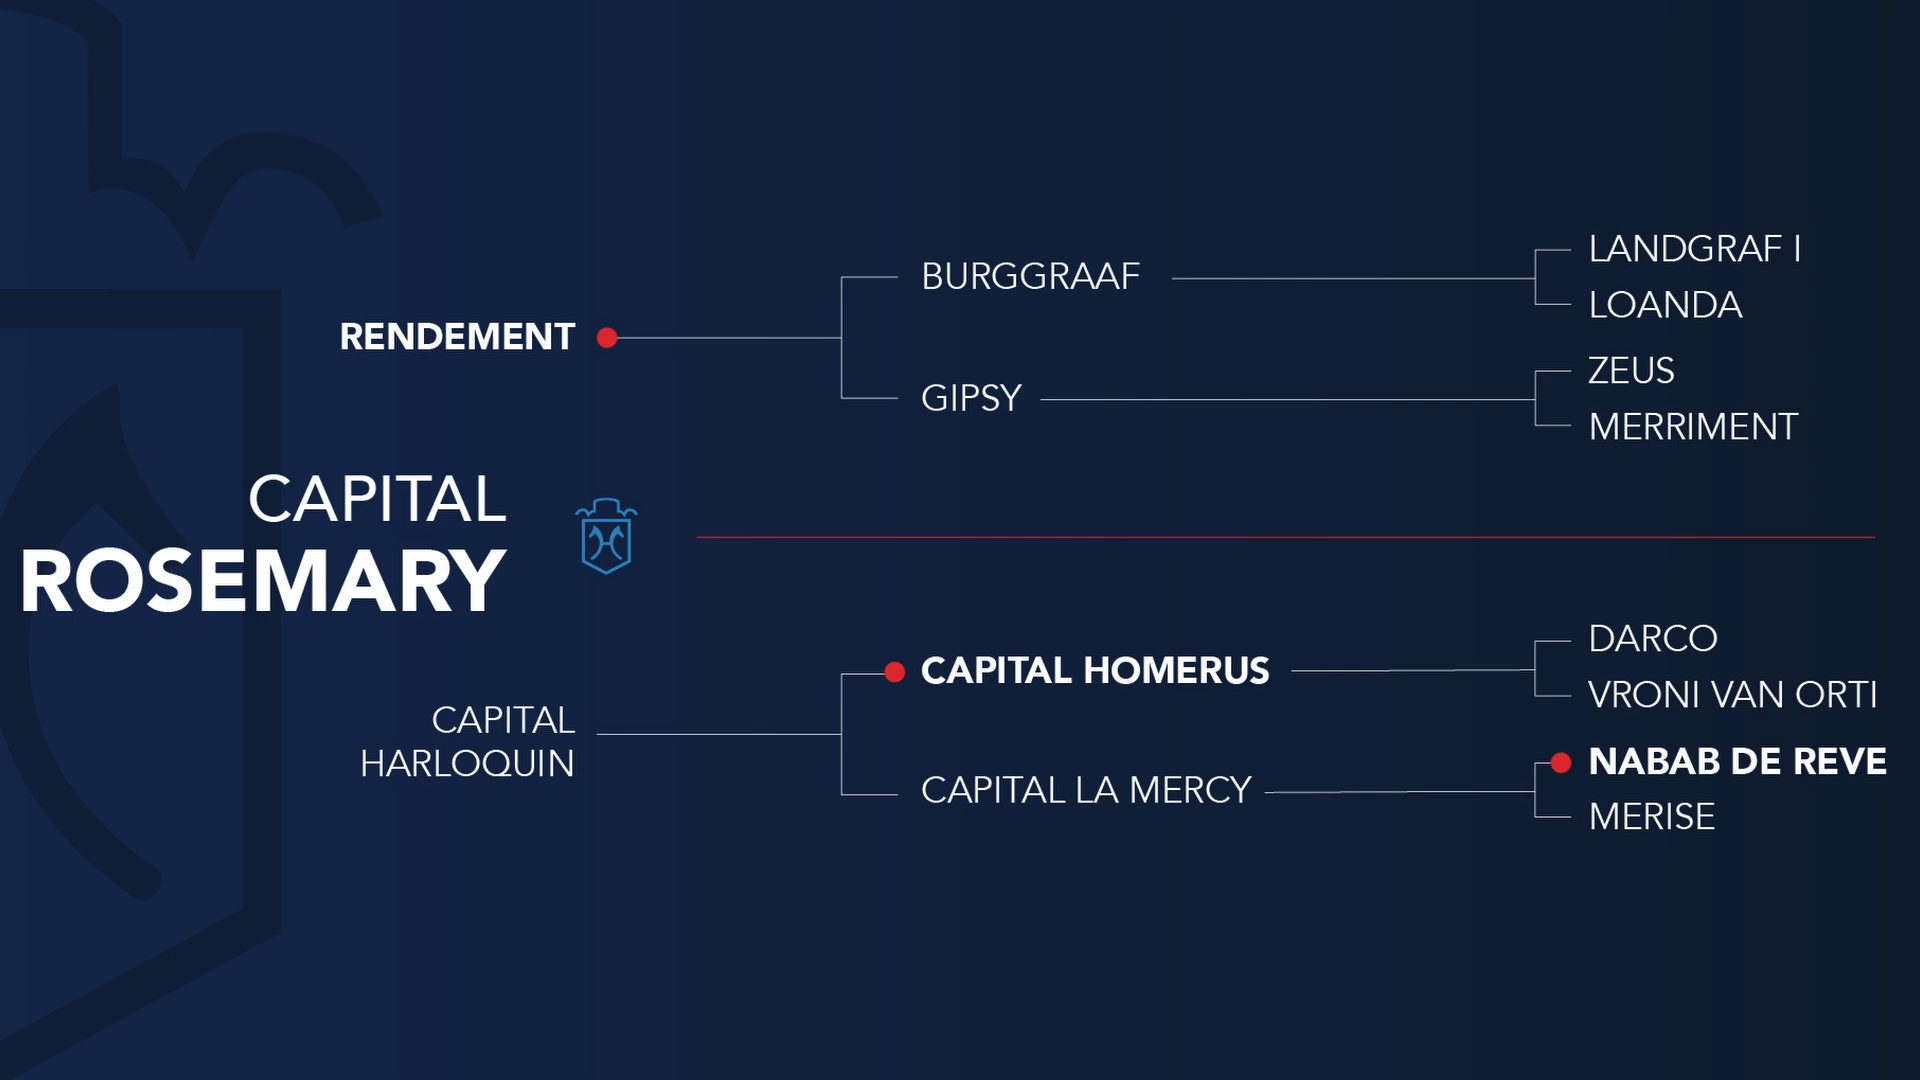 LANDGRAF I
BURGGRAAF
LOANDA
RENDEMENT
ZEUS
GIPSY
MERRIMENT
CAPITAL
ROSEMARY
DARCO
CAPITAL HOMERUS
VRONI VAN ORTI
CAPITAL
HARLOQUIN
NABAB DE REVE
CAPITAL LA MERCY
MERISE